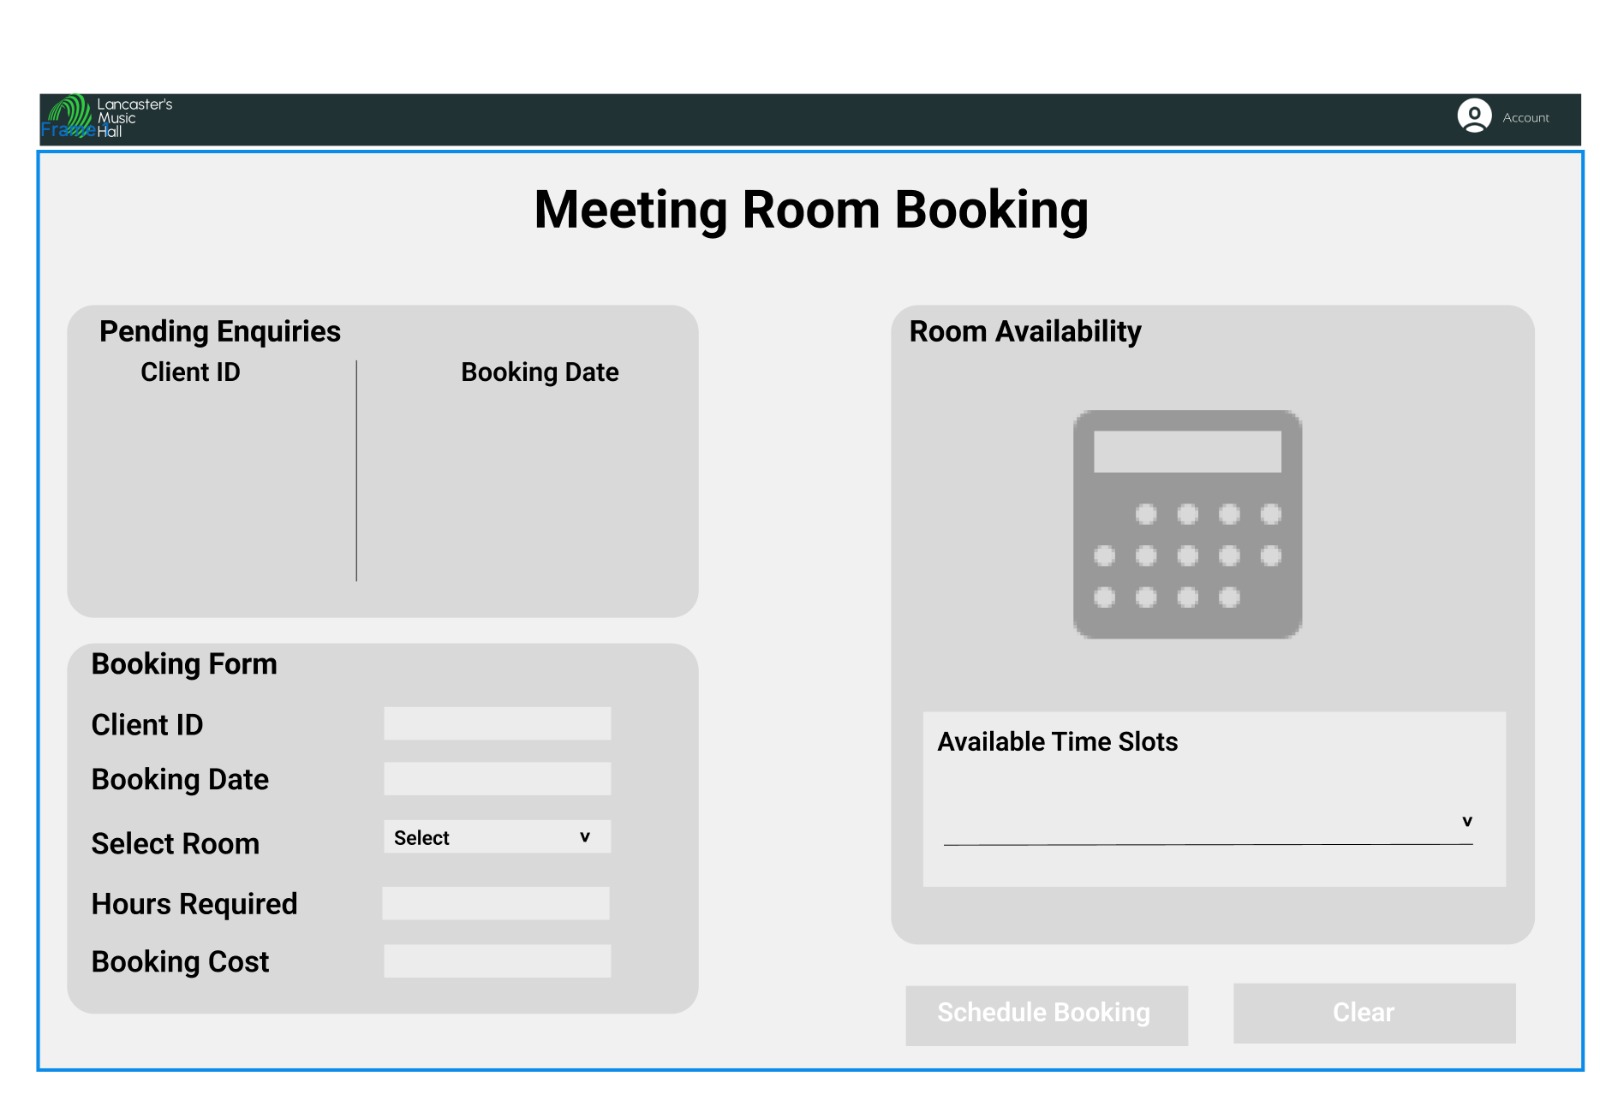 Lancaster's
Music
Hall
Frame
Account
Meeting Room Booking
Pending Enquiries
Client ID
Booking Date
Booking Form
Client ID
Booking Date
Select Room
Select v
Hours Required
Booking Cost
Room Availability
Available Time Slots
v
Schedule Booking
Clear